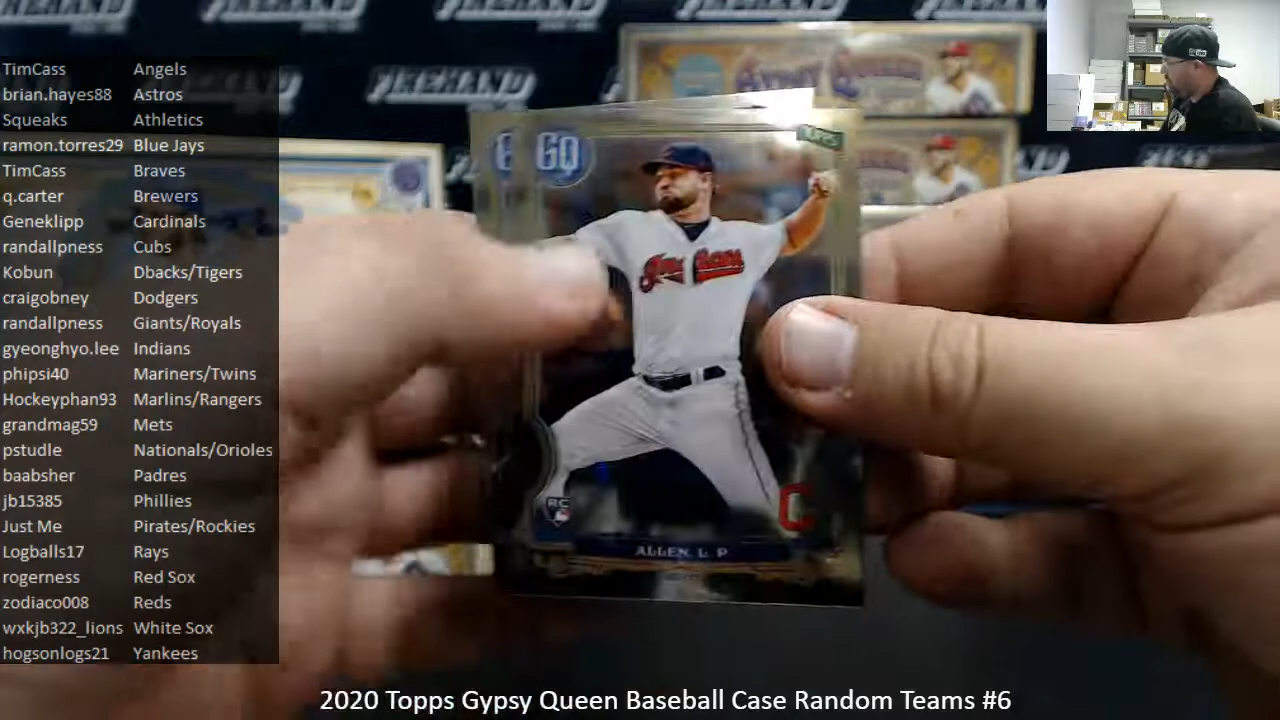 TimCass Angels
brian.hayes88 Astros
Squeaks Athletics
ramon.torres29 Blue Jays
TimCass Braves
q.carter Brewers
Geneklipp Cardinals
randallpness Cubs
Kobun Dbacks/Tigers
craigobney Dodgers
randallpness Giants/Royals
gyeonghyo.lee Indians
phipsi40 Mariners/Twins
Hockeyphan93 Marlins/Rangers
grandmag59 Mets
pstudle Nationals/Orioles
baabsher Padres
jb15385 Phillies
Just Me Pirates/Rockies
Logballs17 Rays
rogerness Red Sox
zodiaco008 Reds
wxkjb322_lions White Sox
hogsonlogs21 Yankees
GQ
RC
C
ALLEN, L. P
2020 Topps Gypsy Queen Baseball Case Random Teams #6